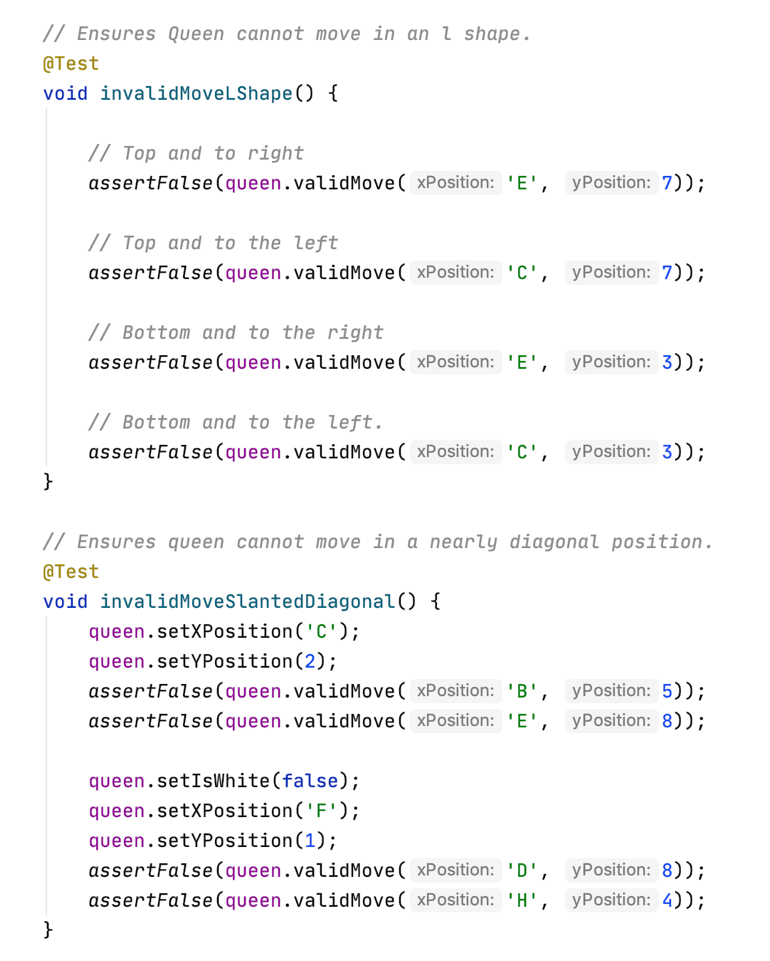 // Ensures Queen cannot move in an l shape.
@Test
void invalidMoveLShape() {
// Top and to right
assertFalse(queen.validMove( xPosition: 'E', yPosition: 7));
// Top and to the left
assertFalse(queen.validMove( xPosition: 'C', yPosition: 7));
// Bottom and to the right
assertFalse(queen.validMove( xPosition: 'E', yPosition: 3));
// Bottom and to the left.
assertFalse(queen.validMove( xPosition: 'C', yPosition: 3));
}
// Ensures queen cannot move in a nearly diagonal position.
@Test
void invalidMoveSlantedDiagonal() {
queen.setXPosition('C');
queen.setYPosition(2);
assertFalse(queen.validMove( xPosition: 'B', yPosition: 5));
assertFalse(queen.validMove( xPosition: 'E', yPosition: 8));
queen.setIsWhite(false);
queen.setXPosition('F');
queen.setYPosition(1);
assertFalse(queen.validMove( xPosition: 'D', yPosition: 8));
assertFalse(queen.validMove( xPosition: 'H', yPosition: 4));
}